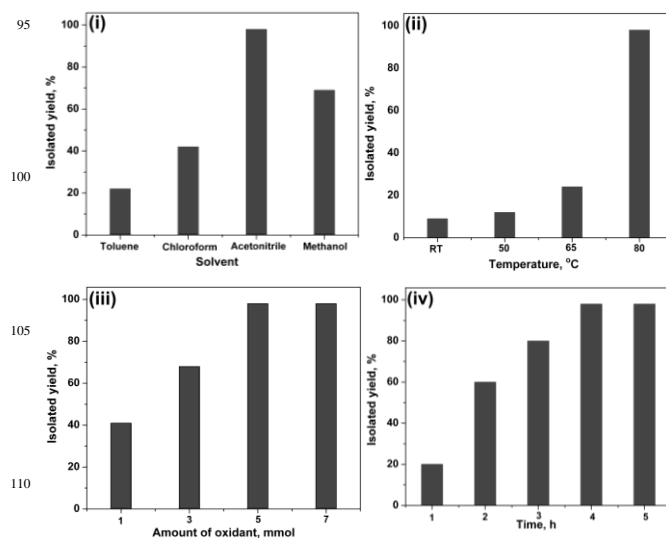 95
100
105
110
(i)
Isolated yield, %
100
80
60
40
20
0
Toluene Chloroform Acetonitrile Methanol
Solvent
(ii)
Isolated yield, %
100
80
60
40
20
0
RT 50 65 80
Temperature, °C
(iii)
Isolated yield, %
100
80
60
40
20
0
1 3 5 7
Amount of oxidant, mmol
(iv)
Isolated yield, %
100
80
60
40
20
0
1 2 3 4 5
Time, h